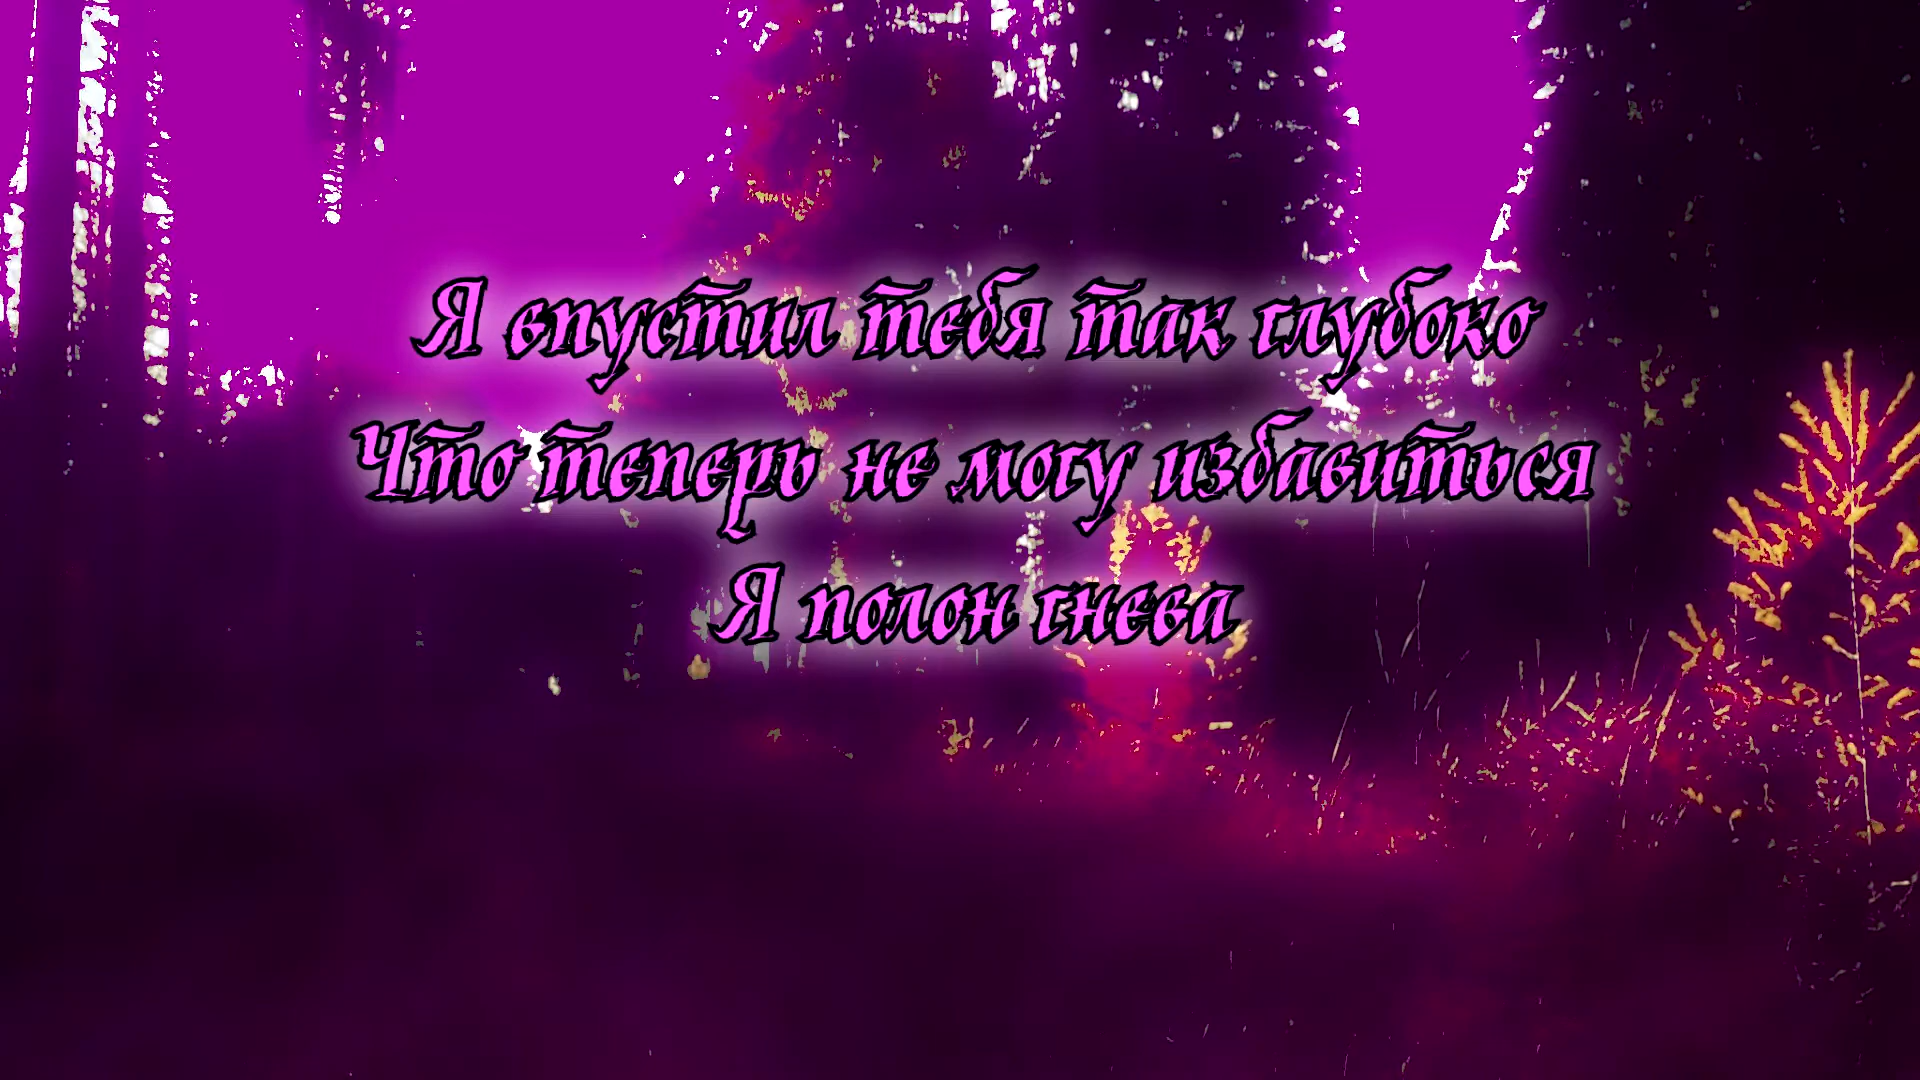 Я впустил тебя так глубоко
Что теперь не могу избавиться
Я полон гнева